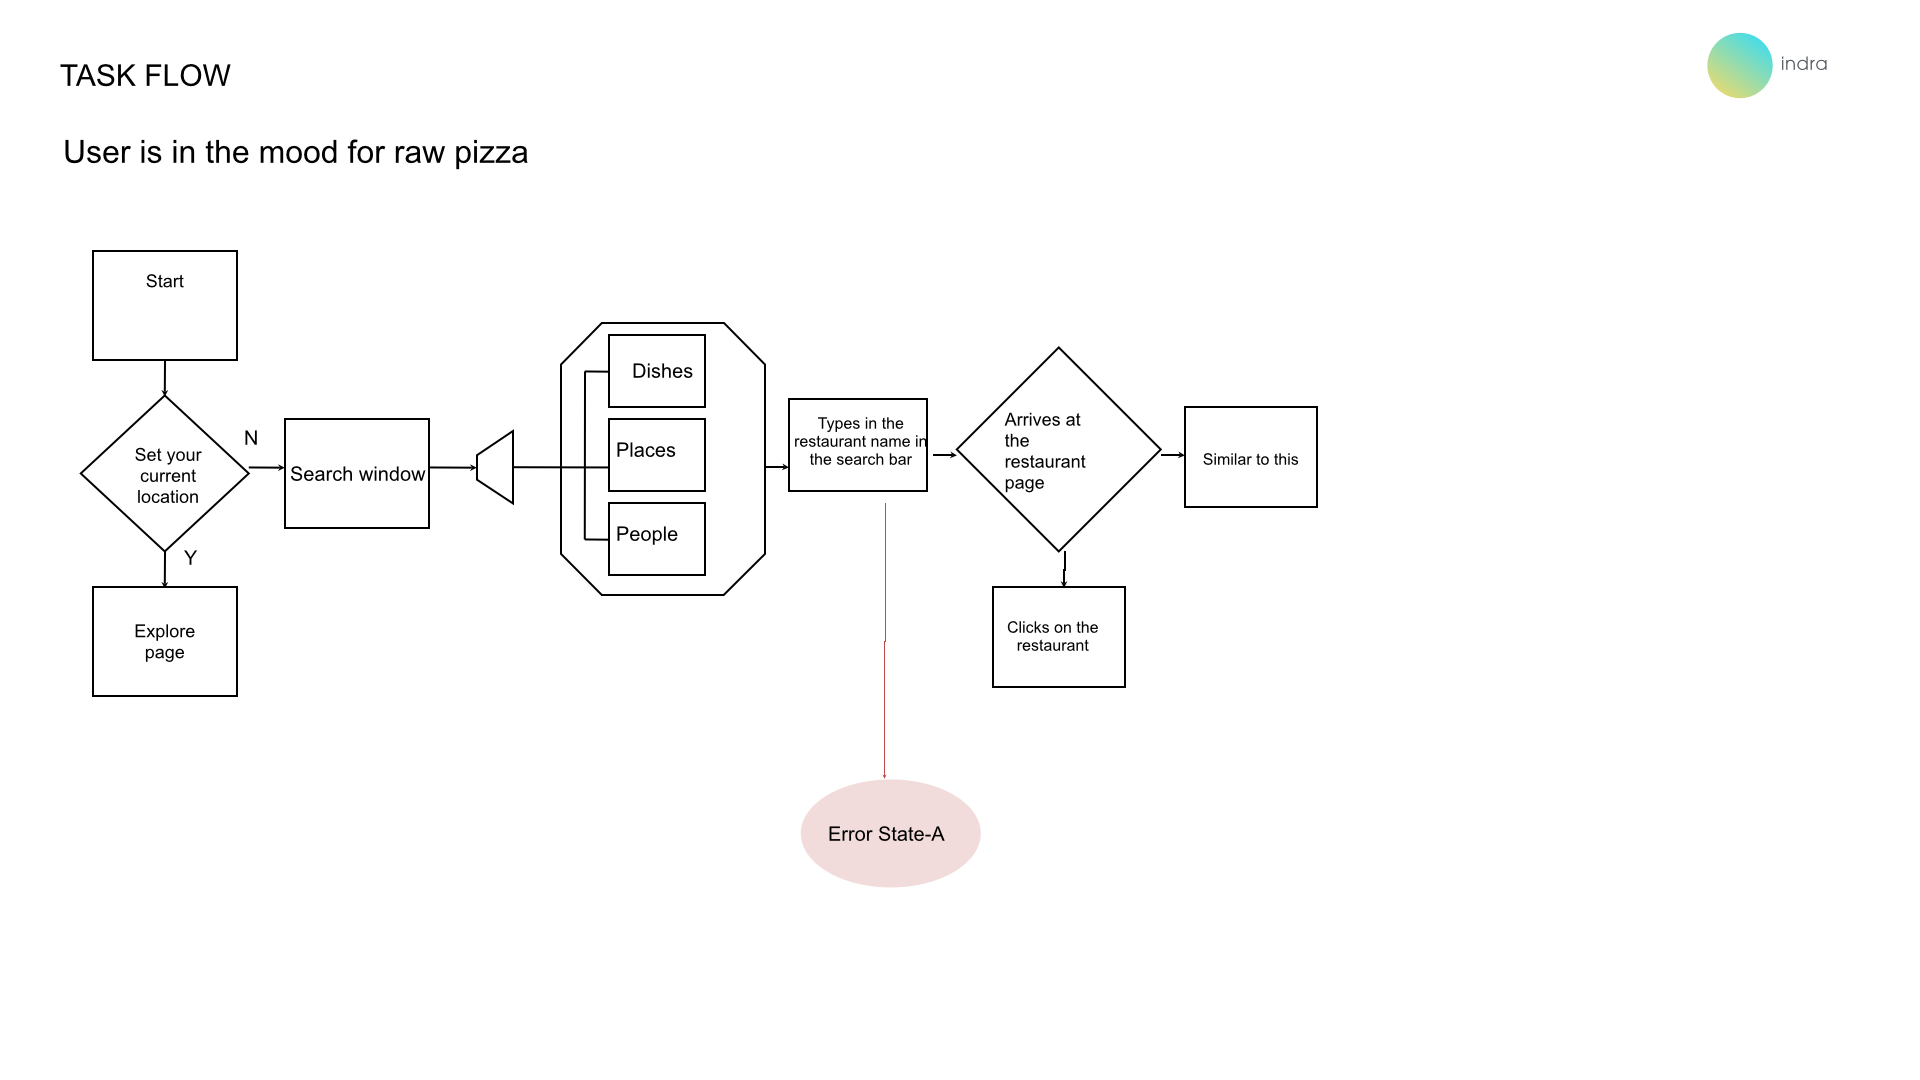 TASK FLOW
indra
User is in the mood for raw pizza
Start
Set your
current
location
N
Y
Explore
page
Search window
Dishes
Places
People
Types in the
restaurant name in
the search bar
Arrives at
the
restaurant
page
Similar to this
Clicks on the
restaurant
Error State-A